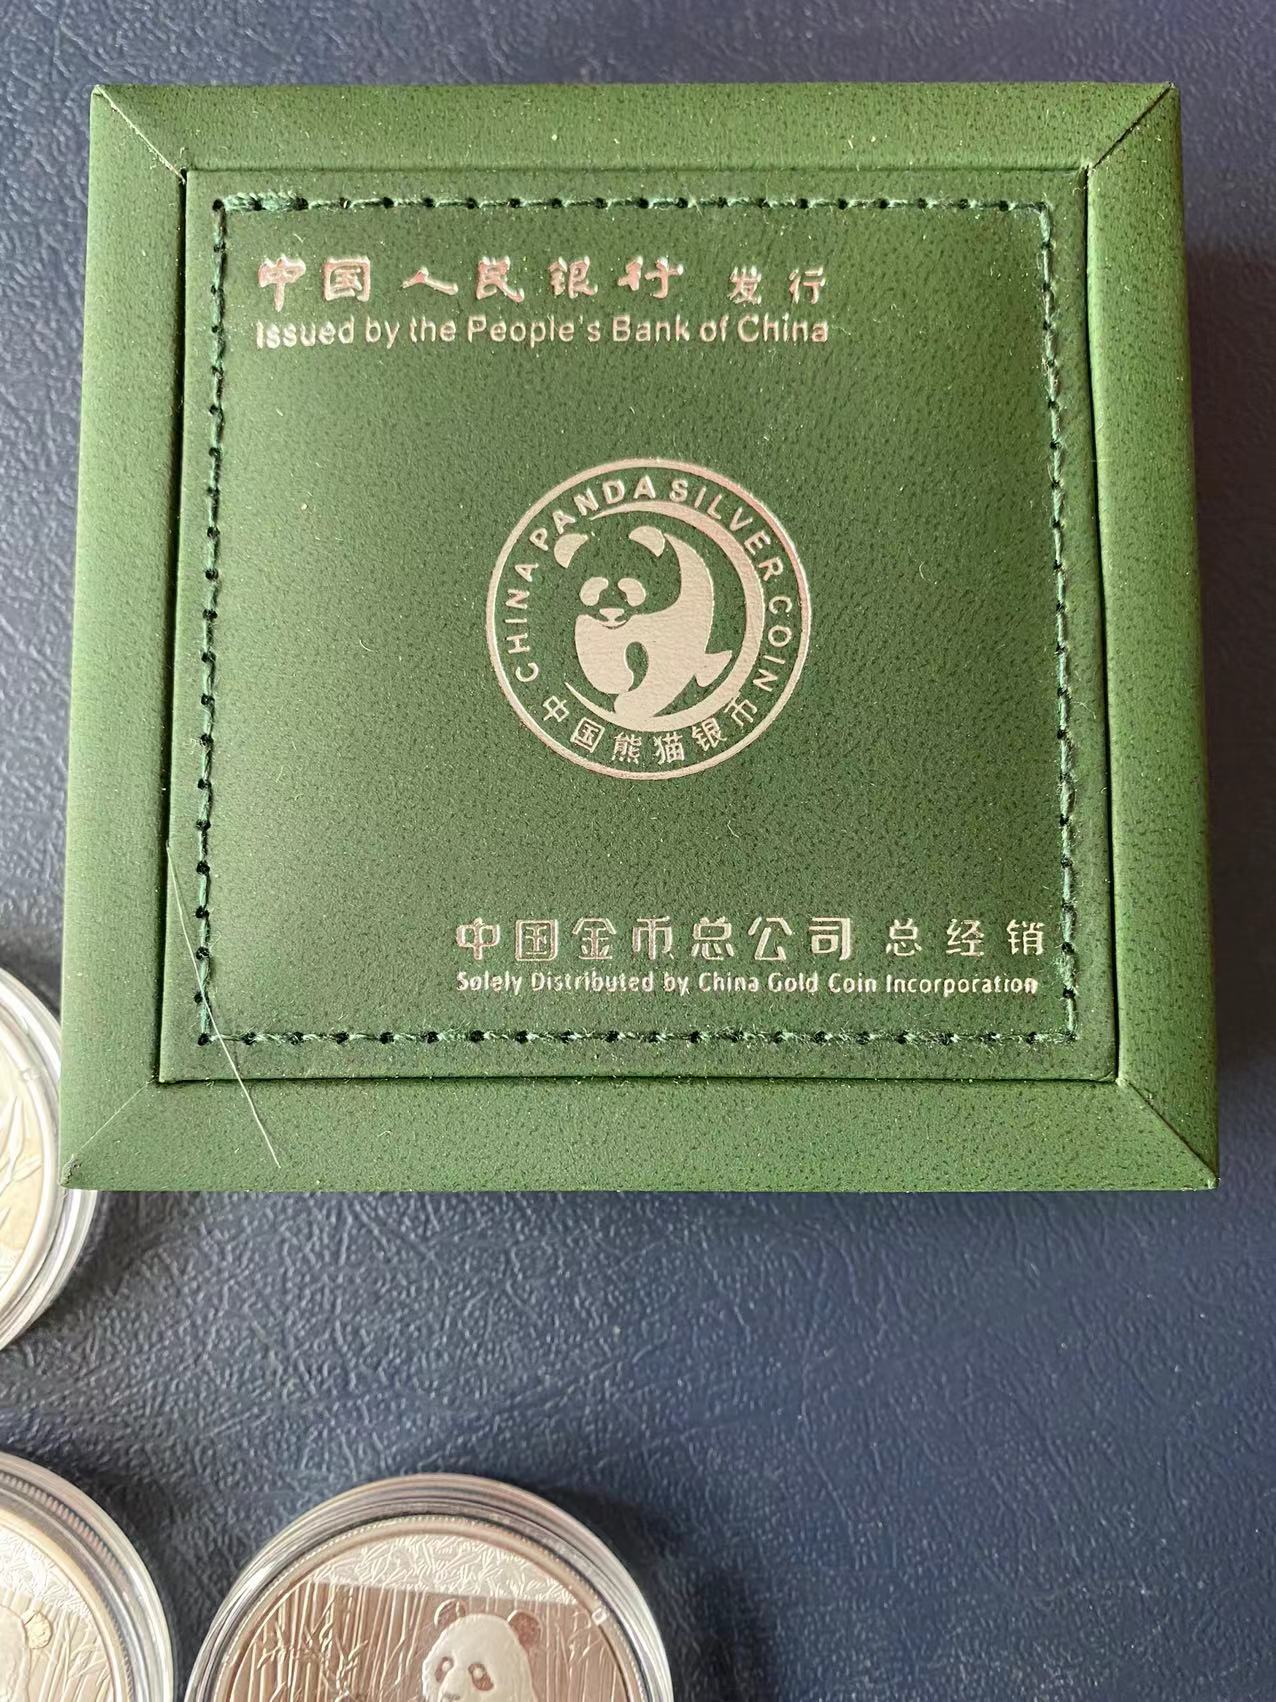 中国人民银行 发行
Issued by the People's Bank of China
CHINA PANDA SILVER COIN
中国熊猫银币
中国金币总公司 总经销
Solely Distributed by China Gold Coin Incorporation